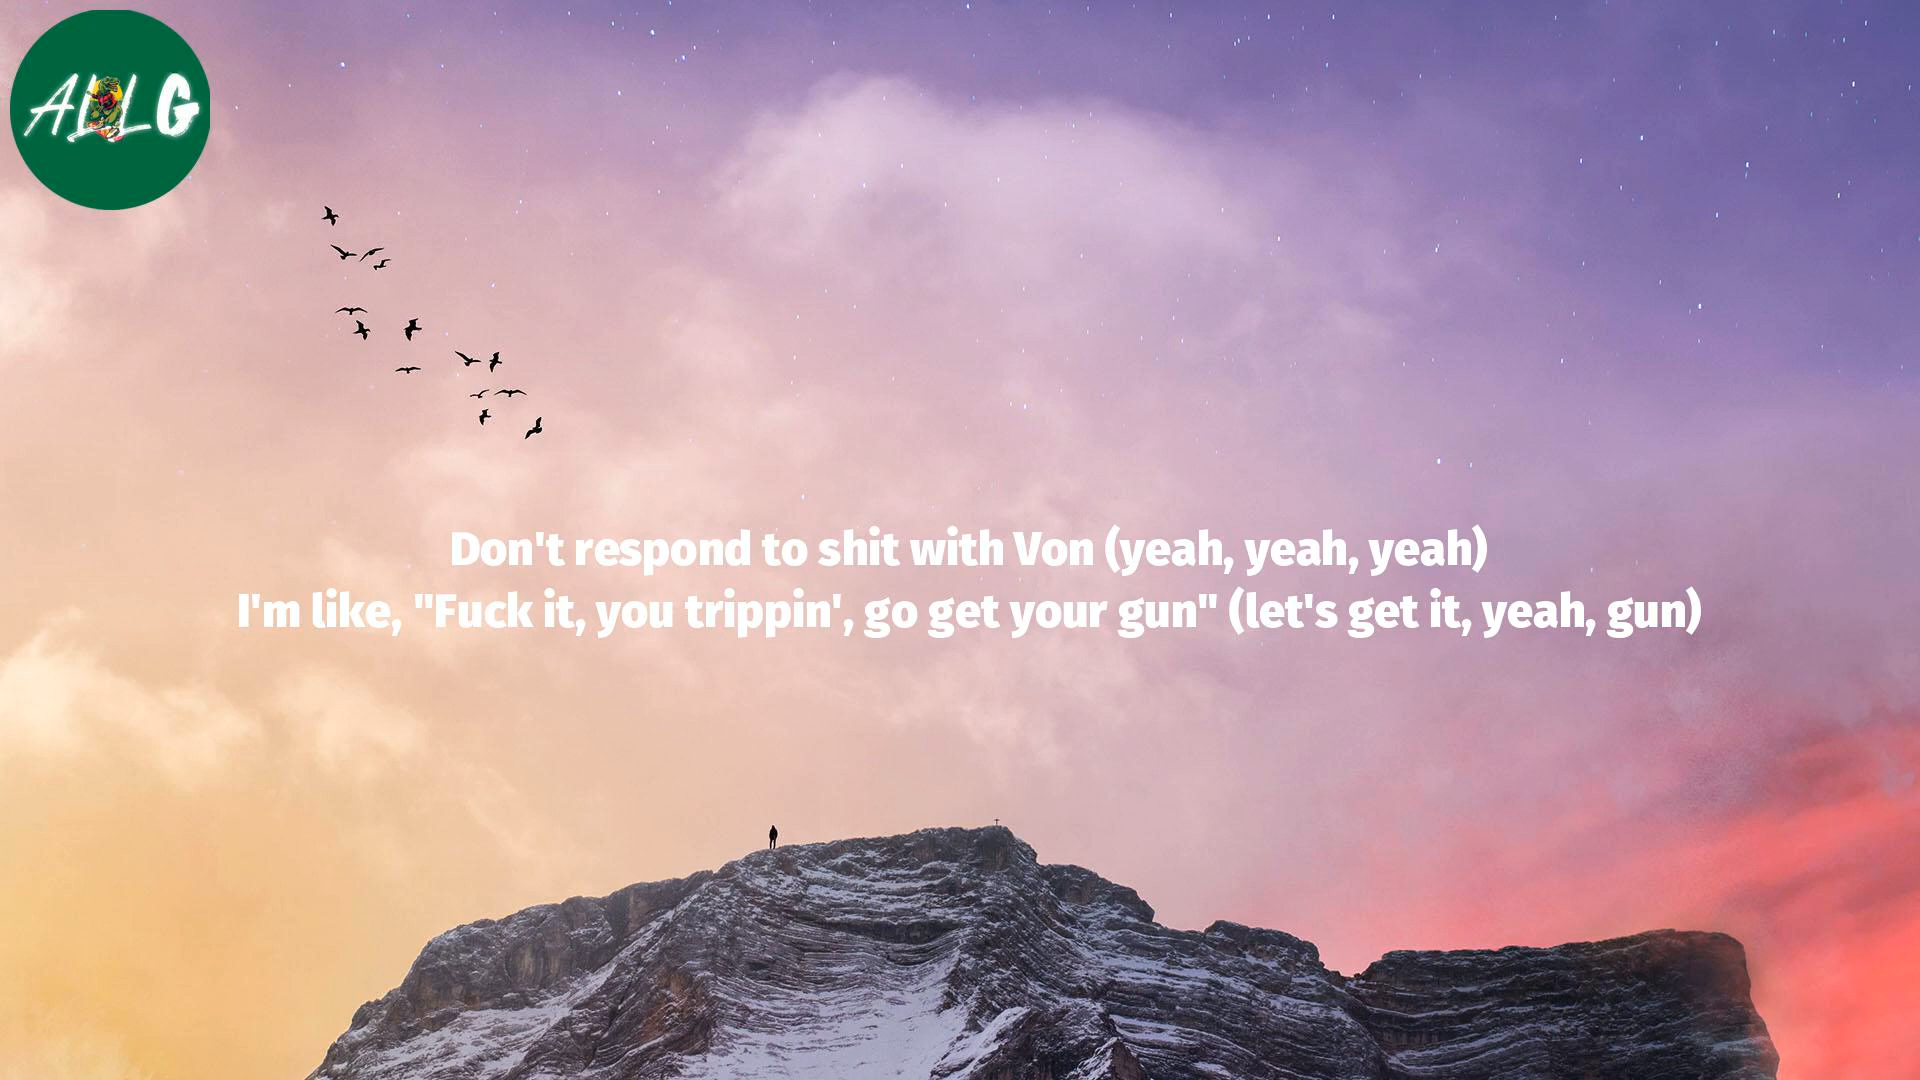 ALLG
Don't respond to shit with Von (yeah, yeah, yeah)
I'm like, "Fuck it, you trippin', go get your gun" (let's get it, yeah, gun)